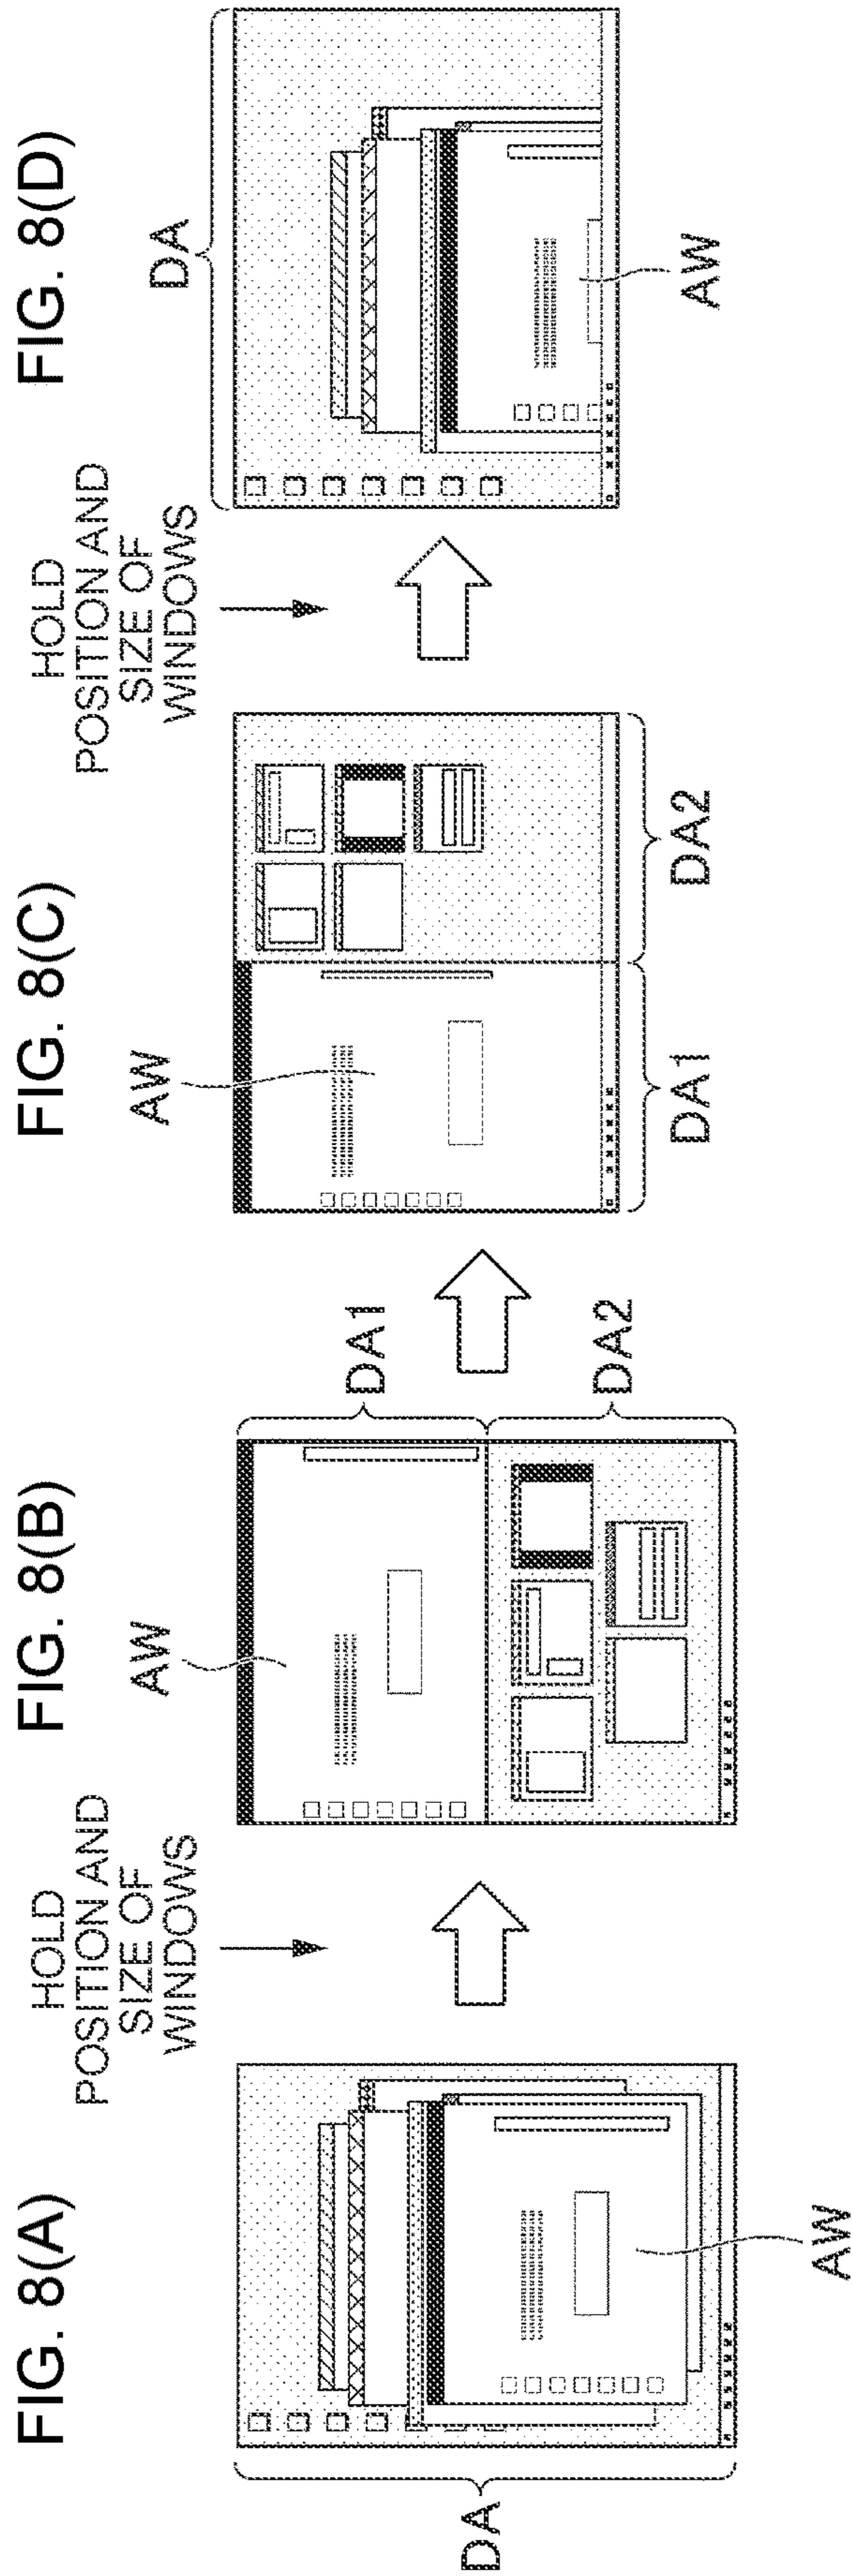 FIG. 8(A)
DA
AW
HOLD
POSITION AND
SIZE OF
WINDOWS
FIG. 8(B)
AW
DA1
DA2
FIG. 8(C)
AW
DA1
DA2
HOLD
POSITION AND
SIZE OF
WINDOWS
FIG. 8(D)
DA
AW